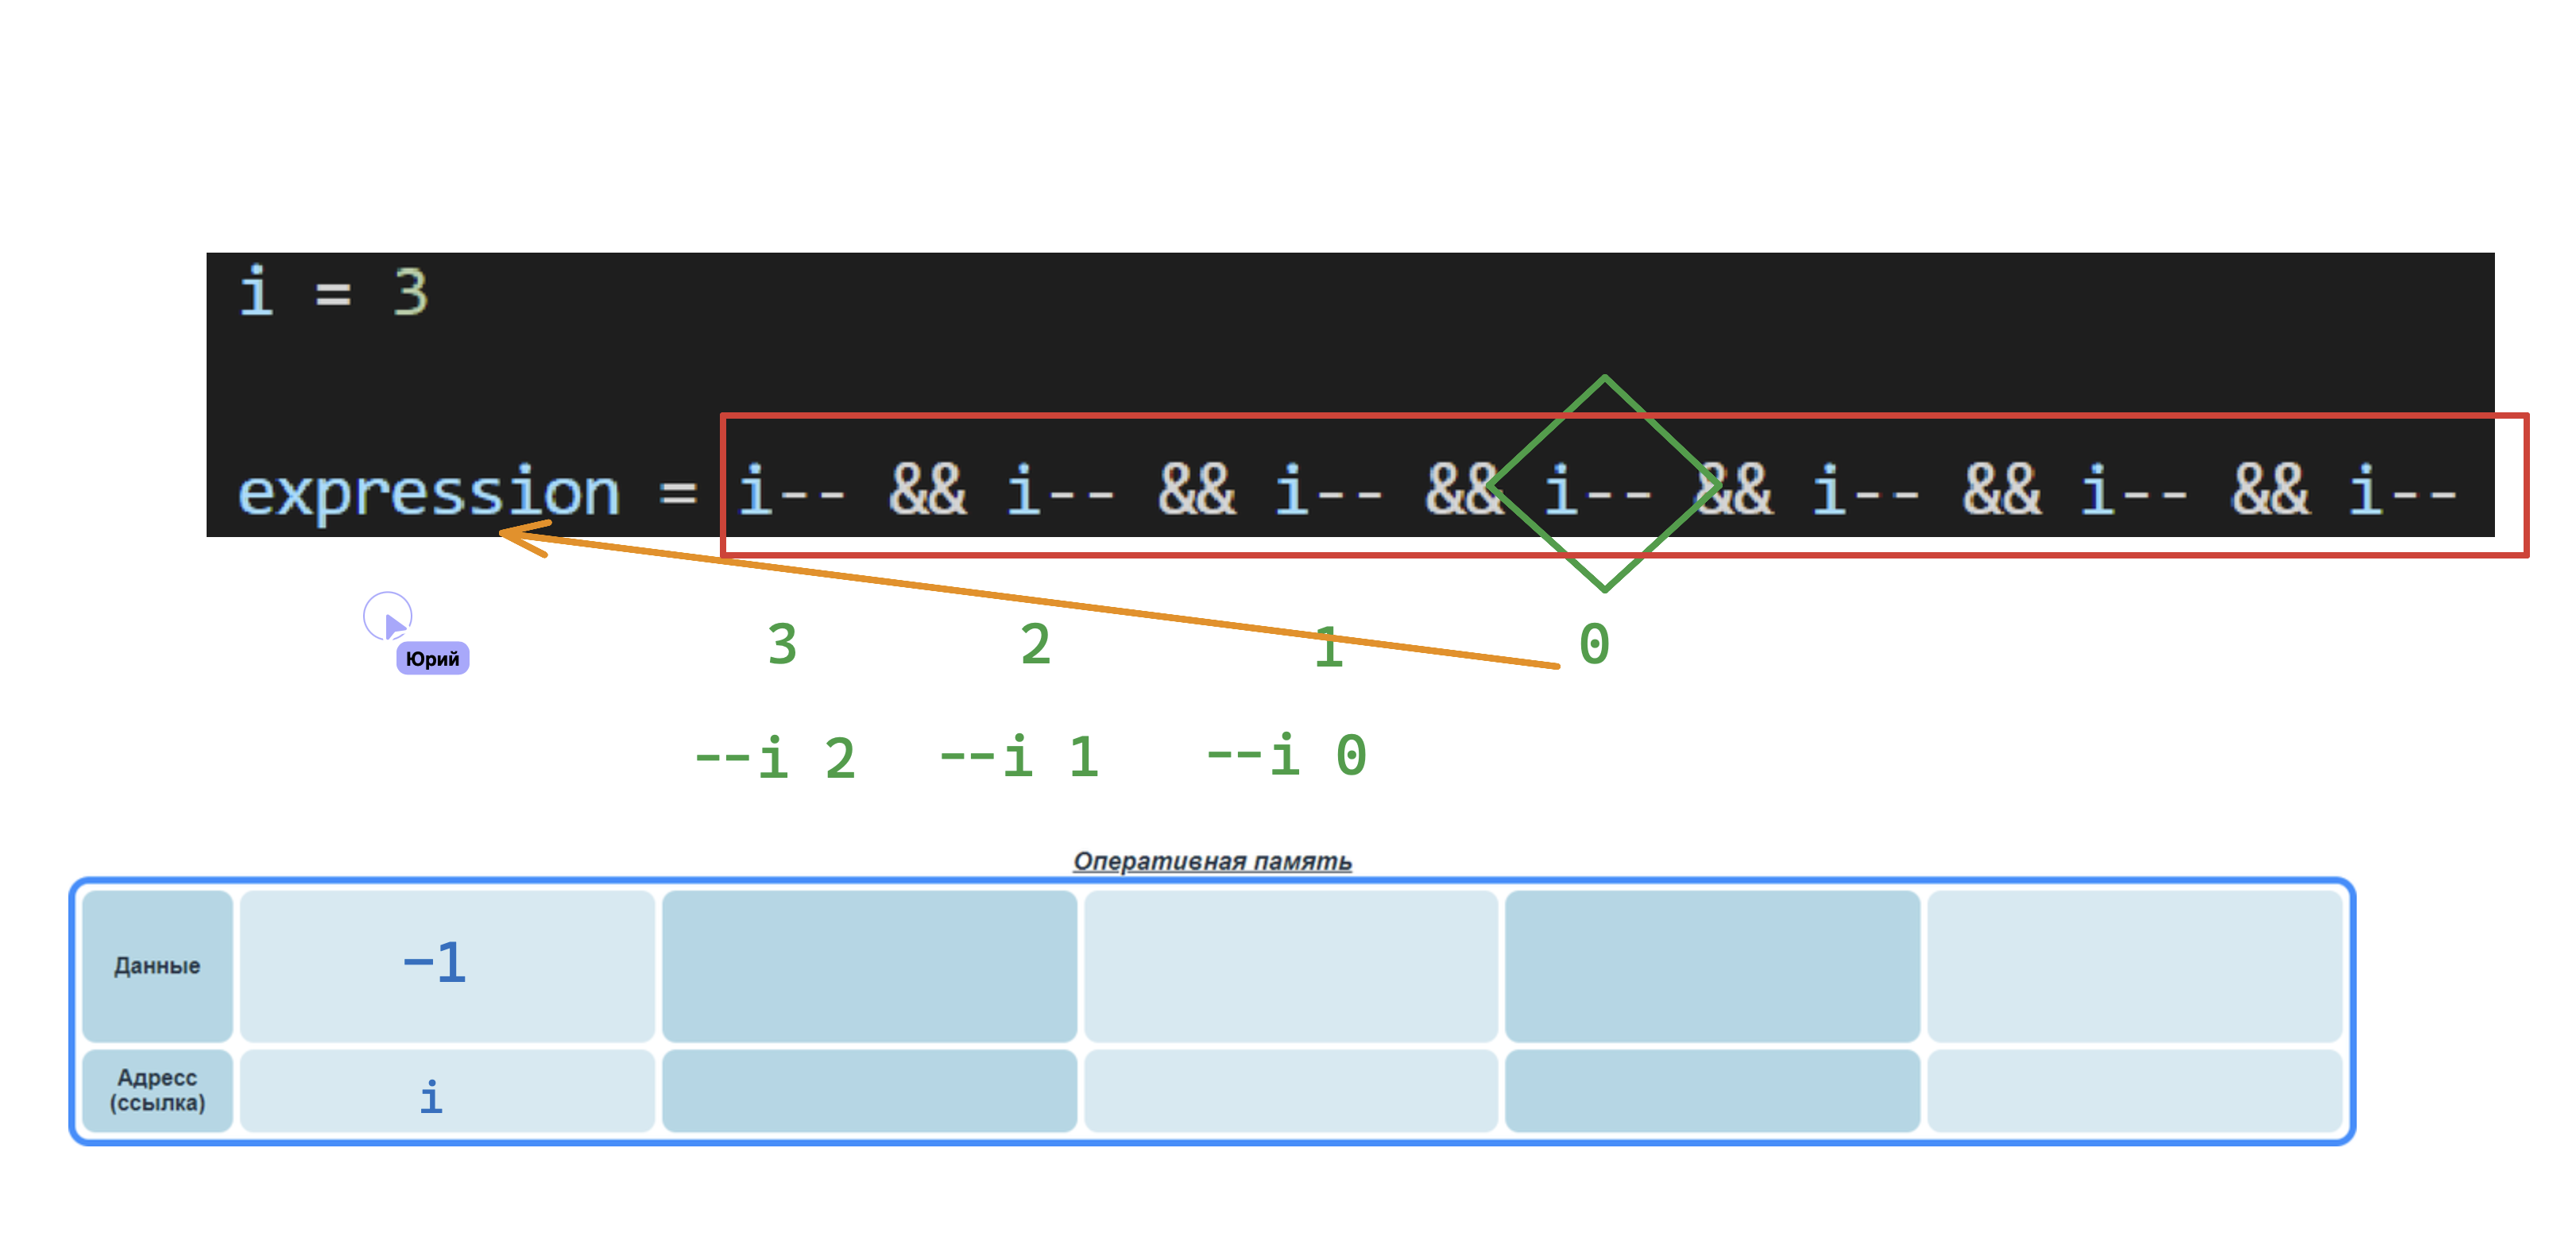 i = 3
expression = i-- && i-- && i-- && i-- && i-- && i-- && i--
Юрий
3 2 1 0
--i 2 --i 1 --i 0
Оперативная память
Данные
-1
Адресс
(ссылка)
i